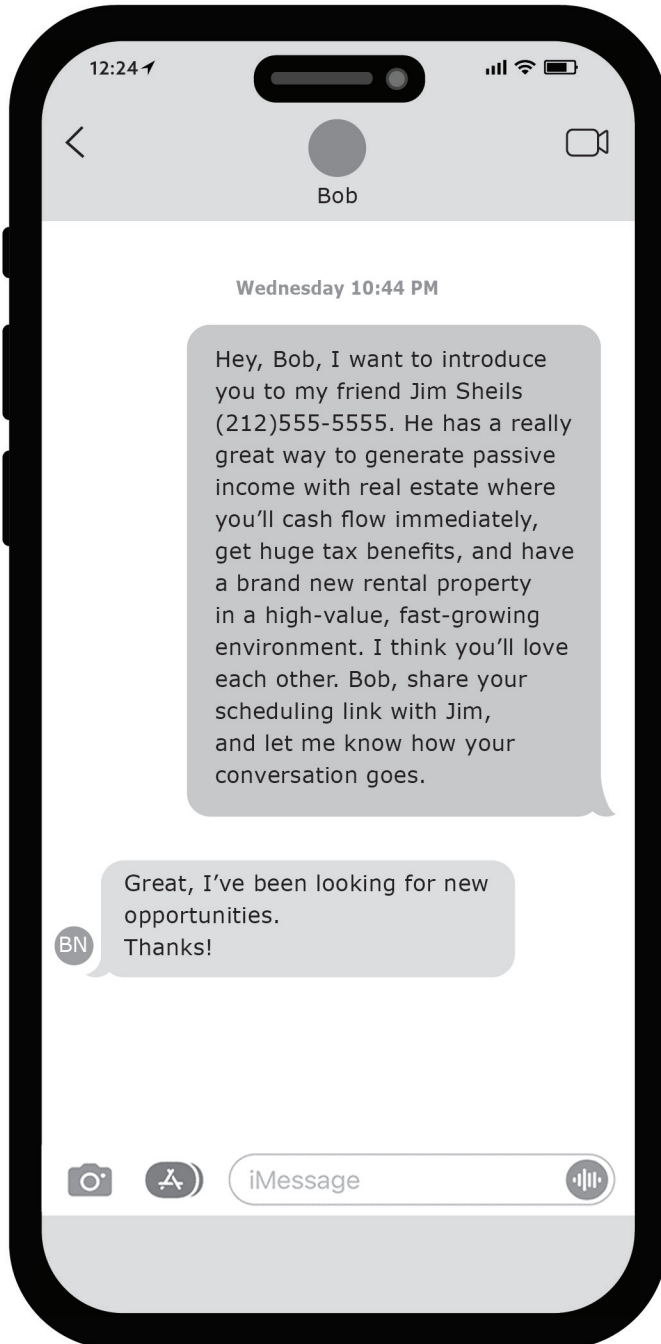 12:24
Bob
Wednesday 10:44 PM
Hey, Bob, I want to introduce
you to my friend Jim Sheils
(212)555-5555. He has a really
great way to generate passive
income with real estate where
you’ll cash flow immediately,
get huge tax benefits, and have
a brand new rental property
in a high-value, fast-growing
environment. I think you’ll love
each other. Bob, share your
scheduling link with Jim,
and let me know how your
conversation goes.
Great, I’ve been looking for new
opportunities.
Thanks!
BN
iMessage